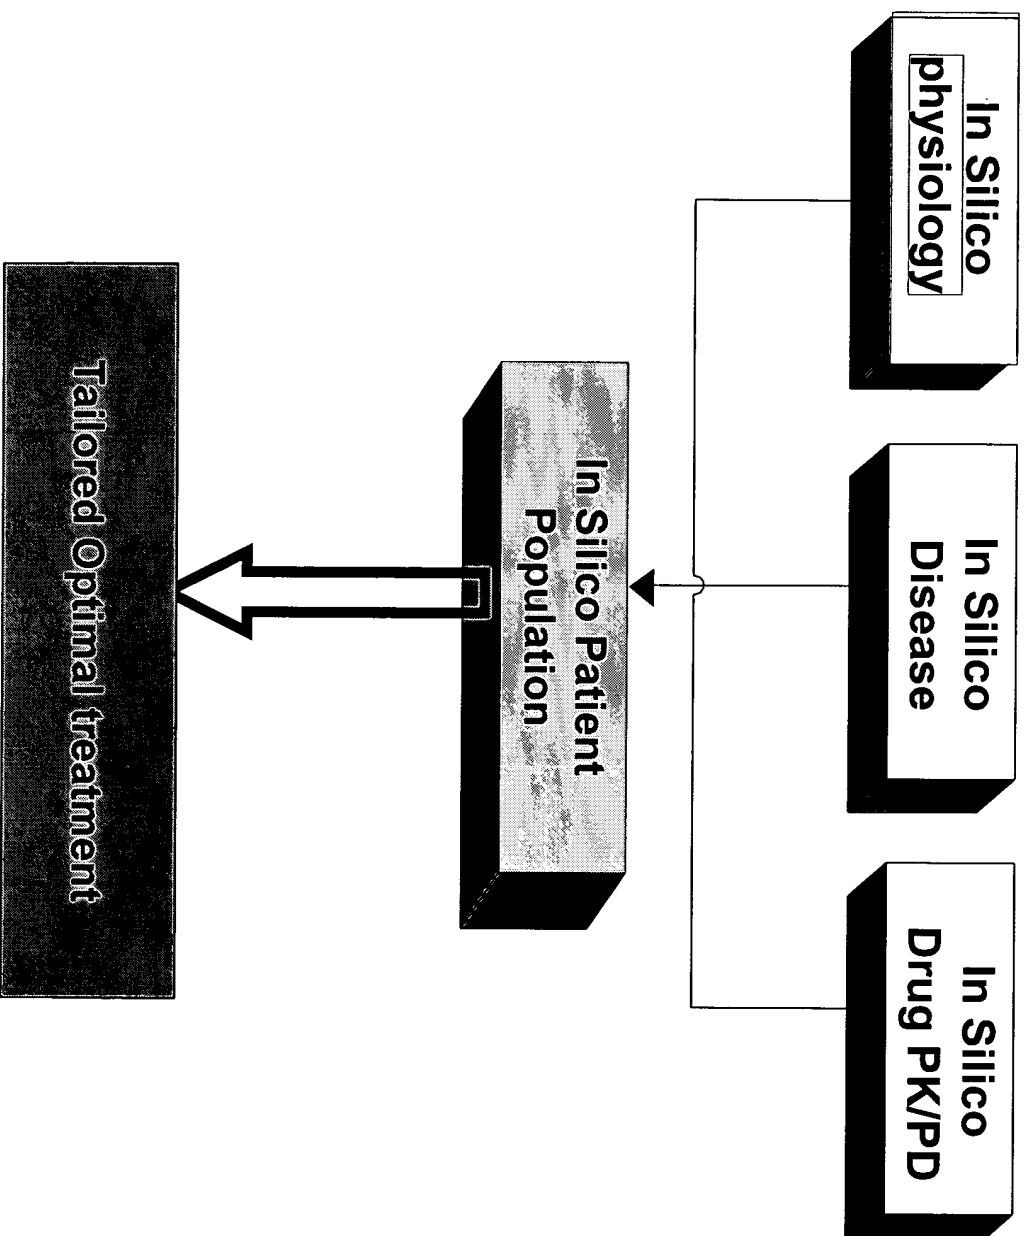 In Silico
physiology
In Silico
Disease
In Silico
Drug PK/PD
In Silico Patient
Population
Tailored Optimal treatment